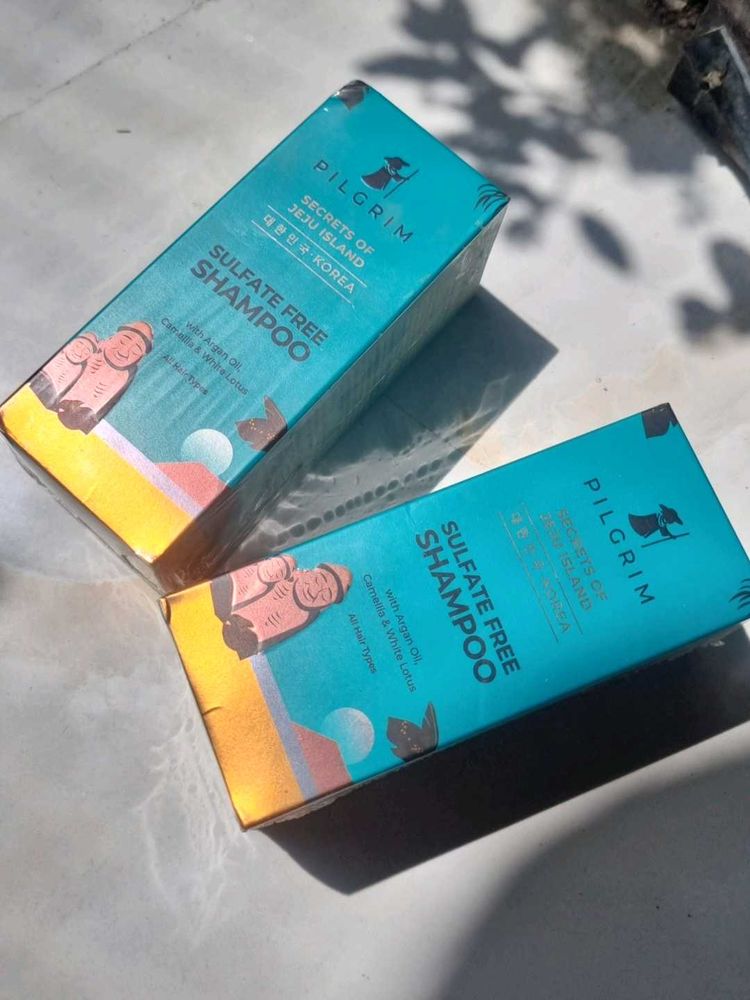 PILGRIM
SECRETS OF
JEJU ISLAND
대한민국·KOREA
SULFATE FREE
SHAMPOO
with Argan Oil,
Camellia & White Lotus
All Hair Types
PILGRIM
SECRETS OF
JEJU ISLAND
대한민국·KOREA
SULFATE FREE
SHAMPOO
with Argan Oil,
Camellia & White Lotus
All Hair Types